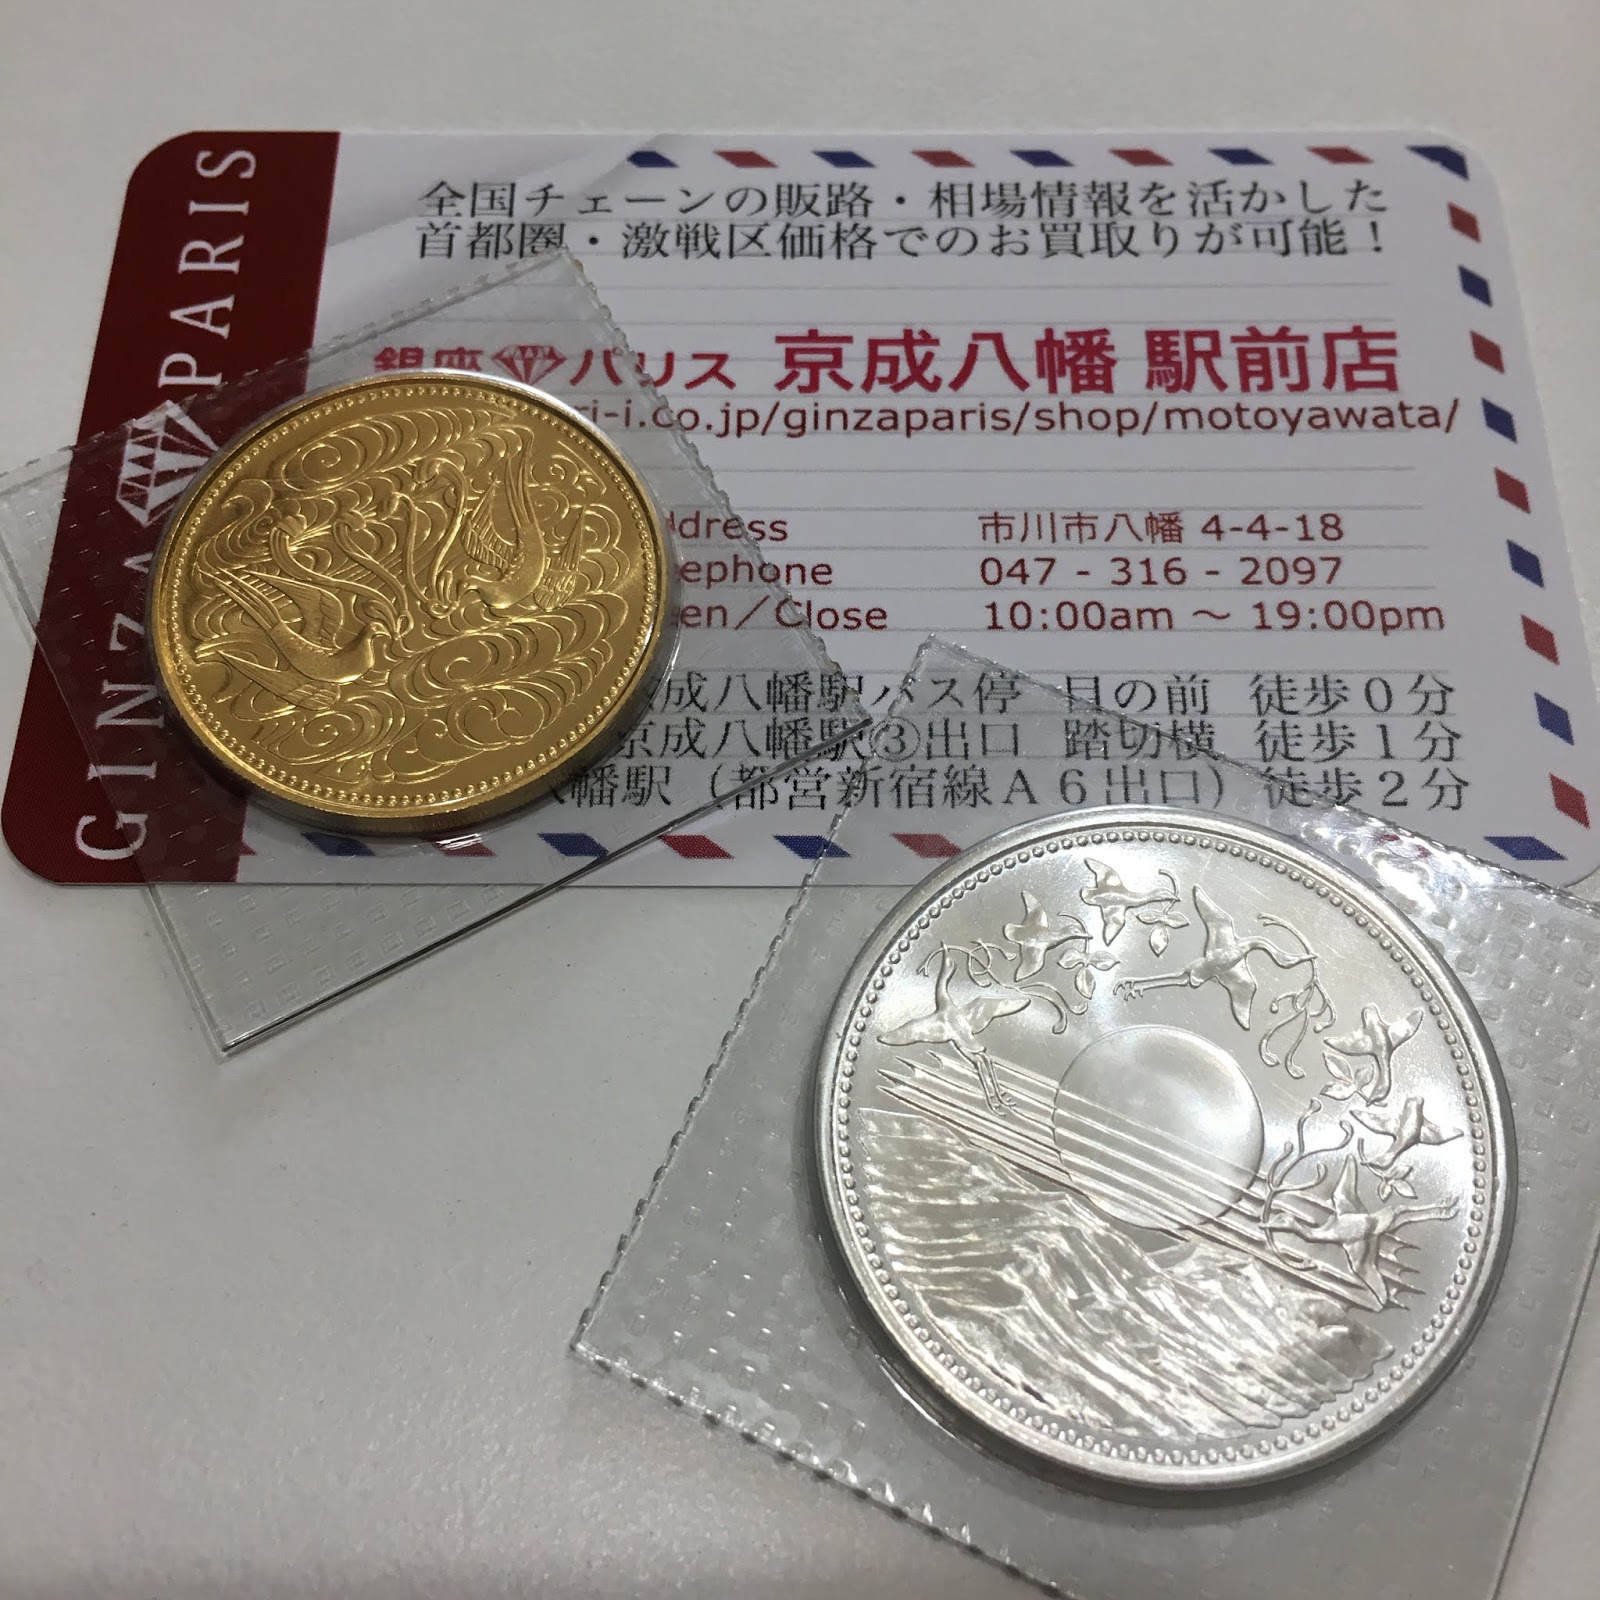 GINZA PARIS
全国チェーンの販路・相場情報を活かした
首都圏・激戦区価格でのお買取りが可能！
銀座 パリス 京成八幡 駅前店
ri-i.co.jp/ginzaparis/shop/motoyawata/
ddress 市川市八幡 4-4-18
ephone 047 - 316 - 2097
en／Close 10:00am ～ 19:00pm
京成八幡駅バス停 目の前 徒歩０分
京成八幡駅③出口 踏切横 徒歩１分
八幡駅（都営新宿線Ａ６出口）徒歩２分